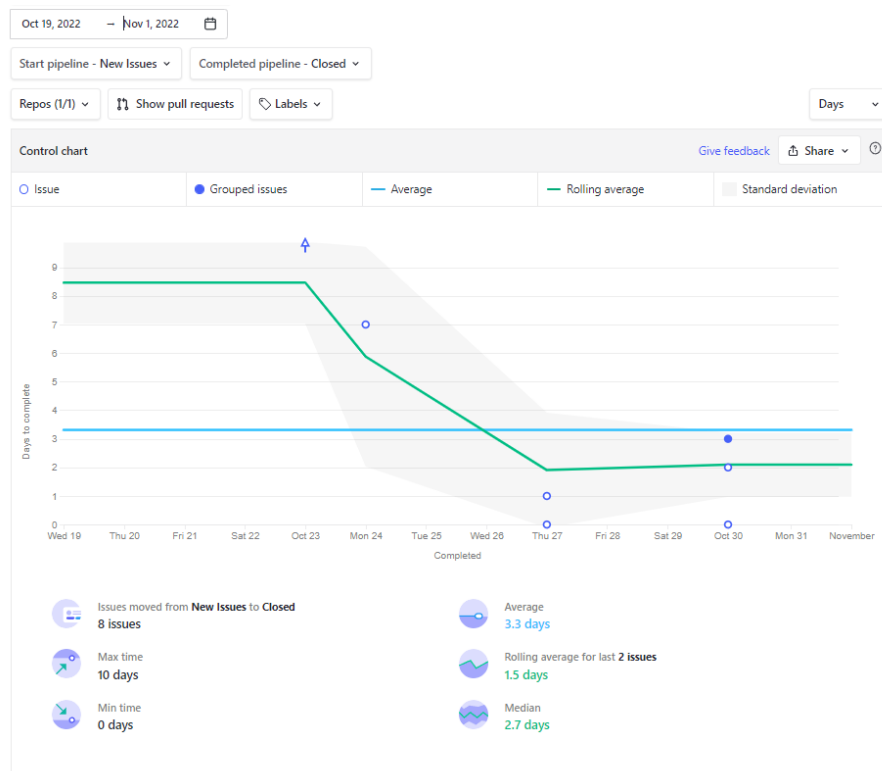 Oct 19, 2022 → Nov 1, 2022
Start pipeline - New Issues Completed pipeline - Closed
Repos (1/1) Show pull requests Labels Days
Control chart Give feedback Share
Issue Grouped issues Average Rolling average Standard deviation
9
8
7
6
5
4
3
2
1
0
Days to complete
Wed 19 Thu 20 Fri 21 Sat 22 Oct 23 Mon 24 Tue 25 Wed 26 Thu 27 Fri 28 Sat 29 Oct 30 Mon 31 November
Completed
Issues moved from New Issues to Closed
8 issues
Average
3.3 days
Max time
10 days
Rolling average for last 2 issues
1.5 days
Min time
0 days
Median
2.7 days